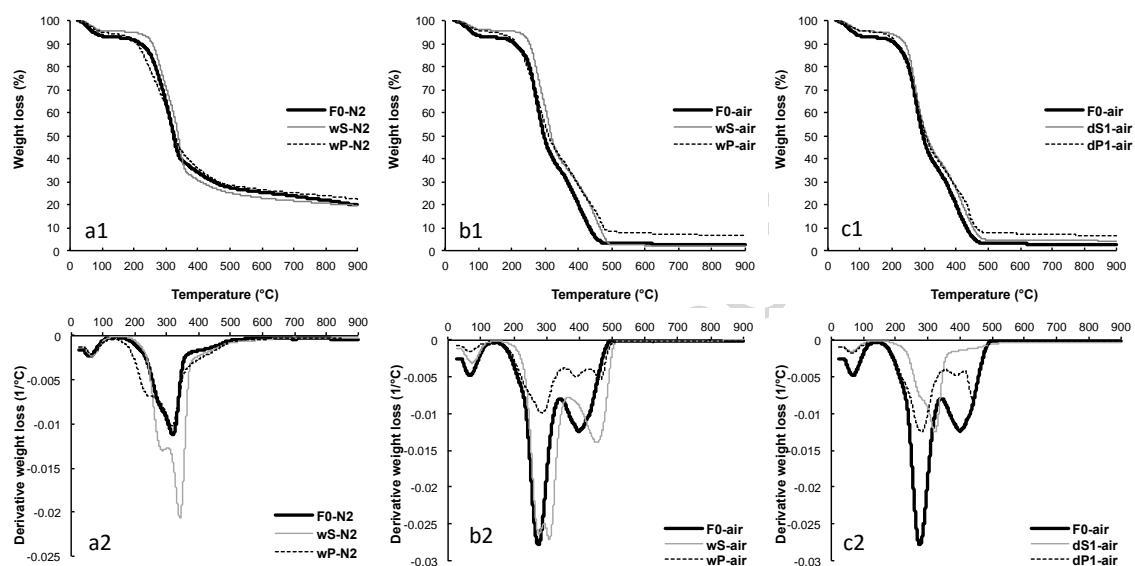 100
90
80
70
60
50
40
30
20
10
0
Weight loss (%)
F0-N2
wS-N2
wP-N2
a1
0 100 200 300 400 500 600 700 800 900
Temperature (°C)
100
90
80
70
60
50
40
30
20
10
0
Weight loss (%)
F0-air
wS-air
wP-air
b1
0 100 200 300 400 500 600 700 800 900
Temperature (°C)
100
90
80
70
60
50
40
30
20
10
0
Weight loss (%)
F0-air
dS1-air
dP1-air
c1
0 100 200 300 400 500 600 700 800 900
Temperature (°C)
0 100 200 300 400 500 600 700 800 900
0
-0.005
-0.01
-0.015
-0.02
-0.025
Derivative weight loss (1/°C)
F0-N2
wS-N2
wP-N2
a2
0 100 200 300 400 500 600 700 800 900
0
-0.005
-0.01
-0.015
-0.02
-0.025
-0.03
Derivative weight loss (1/°C)
F0-air
wS-air
wP-air
b2
0 100 200 300 400 500 600 700 800 900
0
-0.005
-0.01
-0.015
-0.02
-0.025
-0.03
Derivative weight loss (1/°C)
F0-air
dS1-air
dP1-air
c2